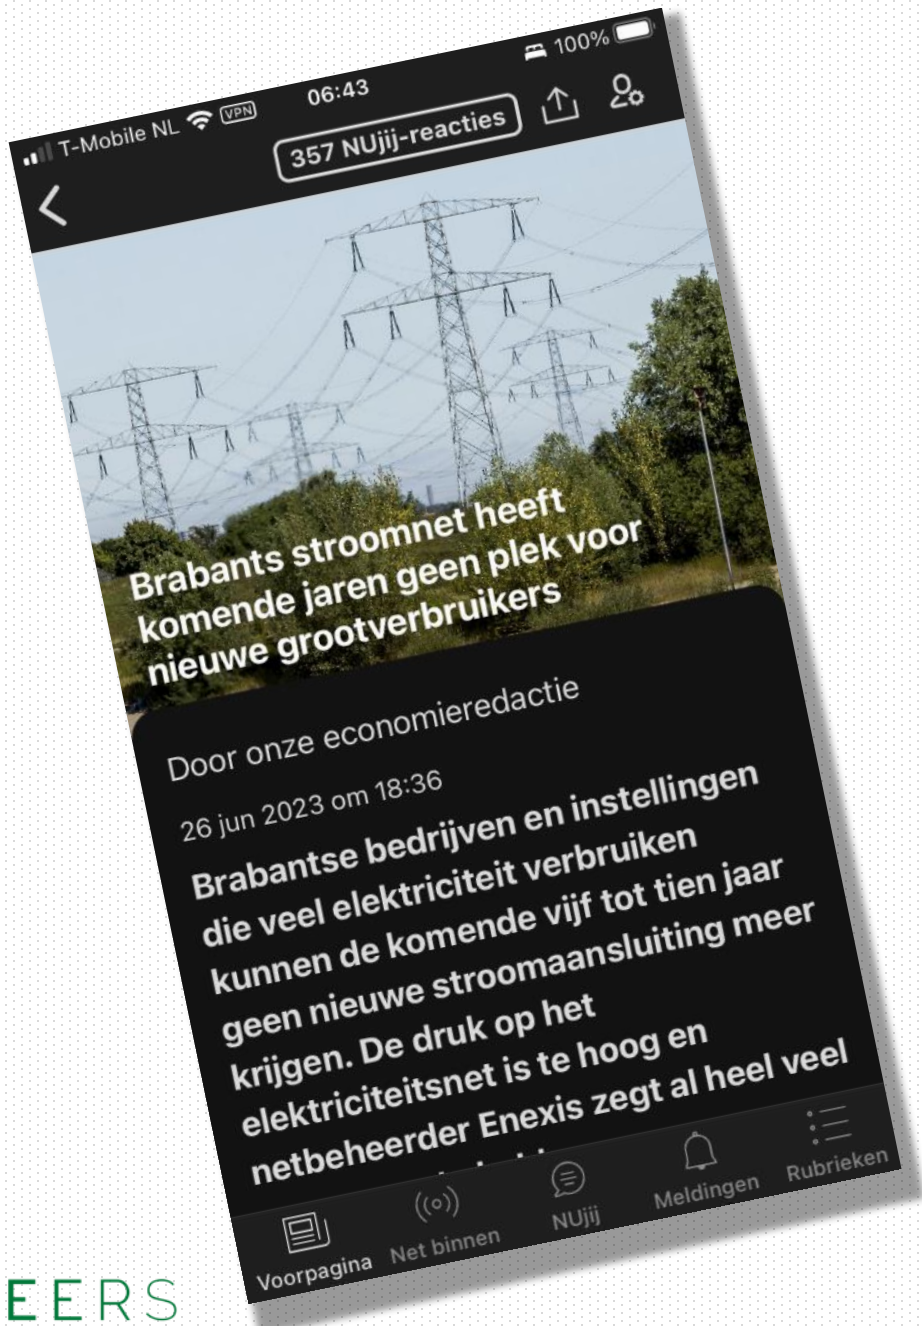 T-Mobile NL VPN 06:43 100%
357 NUjij-reacties
Brabants stroomnet heeft
komende jaren geen plek voor
nieuwe grootverbruikers
Door onze economieredactie
26 jun 2023 om 18:36
Brabantse bedrijven en instellingen
die veel elektriciteit verbruiken
kunnen de komende vijf tot tien jaar
geen nieuwe stroomaansluiting meer
krijgen. De druk op het
elektriciteitsnet is te hoog en
netbeheerder Enexis zegt al heel veel
Voorpagina Net binnen NUjij Meldingen Rubrieken
EERS